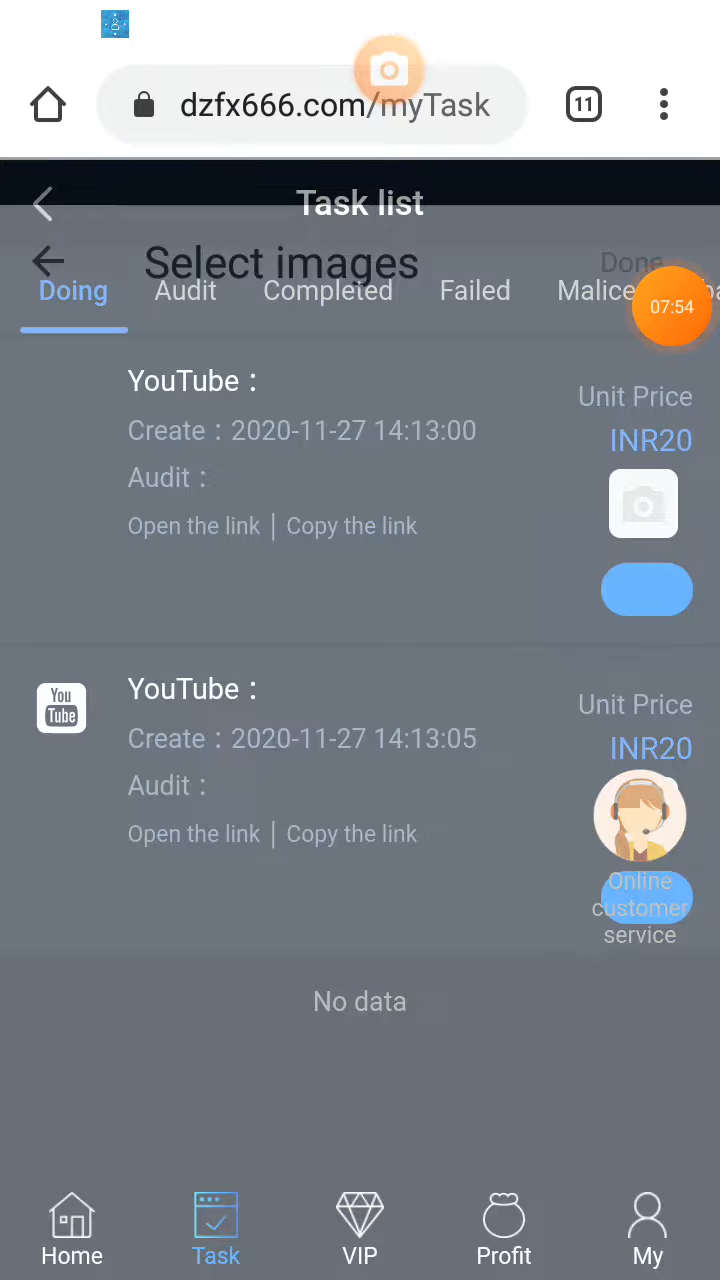 dzfx666.com/myTask
11
Task list
Select images
Done
Doing
Audit
Completed
Failed
07:54
YouTube :
Unit Price
Create : 2020-11-27 14:13:00
INR20
Audit :
Open the link | Copy the link
You
Tube
YouTube :
Unit Price
Create : 2020-11-27 14:13:05
INR20
Audit :
Open the link | Copy the link
Online
customer
service
No data
Home
Task
VIP
Profit
My